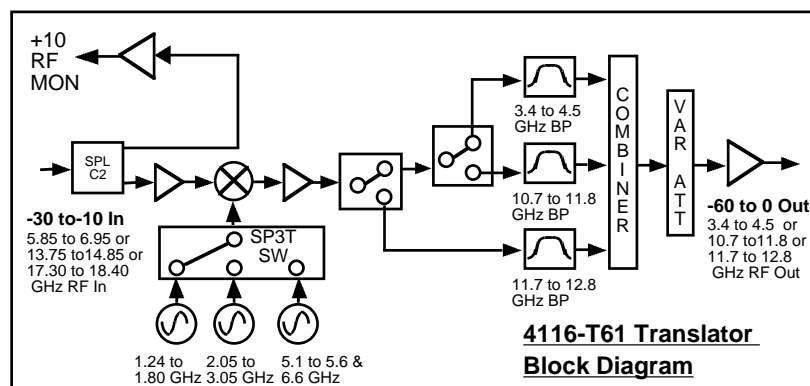 +10
RF
MON
SPL
C2
-30 to-10 In
5.85 to 6.95 or
13.75 to14.85 or
17.30 to 18.40
GHz RF In
SP3T
SW
1.24 to
1.80 GHz
2.05 to
3.05 GHz
5.1 to 5.6 &
6.6 GHz
3.4 to 4.5
GHz BP
10.7 to 11.8
GHz BP
11.7 to 12.8
GHz BP
COMBINER
VAR ATT
-60 to 0 Out
3.4 to 4.5 or
10.7 to11.8 or
11.7 to 12.8
GHz RF Out
4116-T61 Translator
Block Diagram